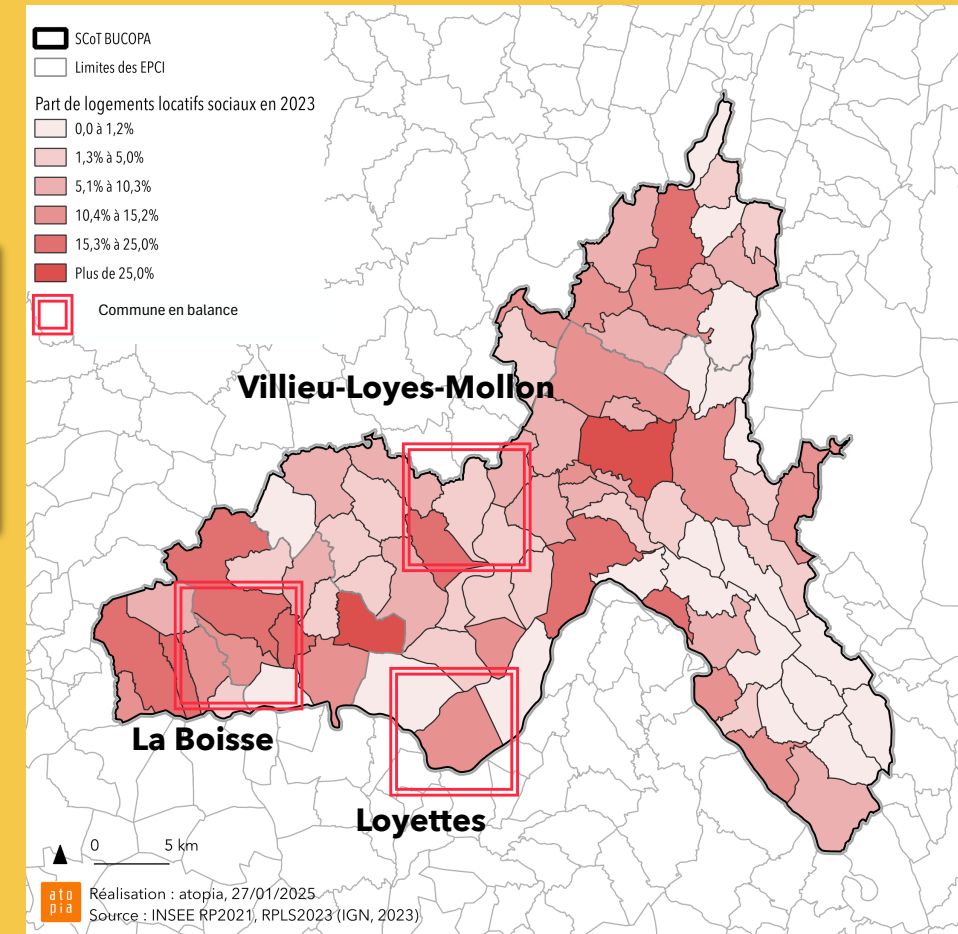 SCoT BUCOPA
Limites des EPCI
Part de logements locatifs sociaux en 2023
0,0 à 1,2%
1,3% à 5,0%
5,1% à 10,3%
10,4% à 15,2%
15,3% à 25,0%
Plus de 25,0%
Commune en balance
Villieu-Loyes-Mollon
La Boisse
Loyettes
0 5 km
ato
pia
Réalisation : atopia, 27/01/2025
Source : INSEE RP2021, RPLS2023 (IGN, 2023)